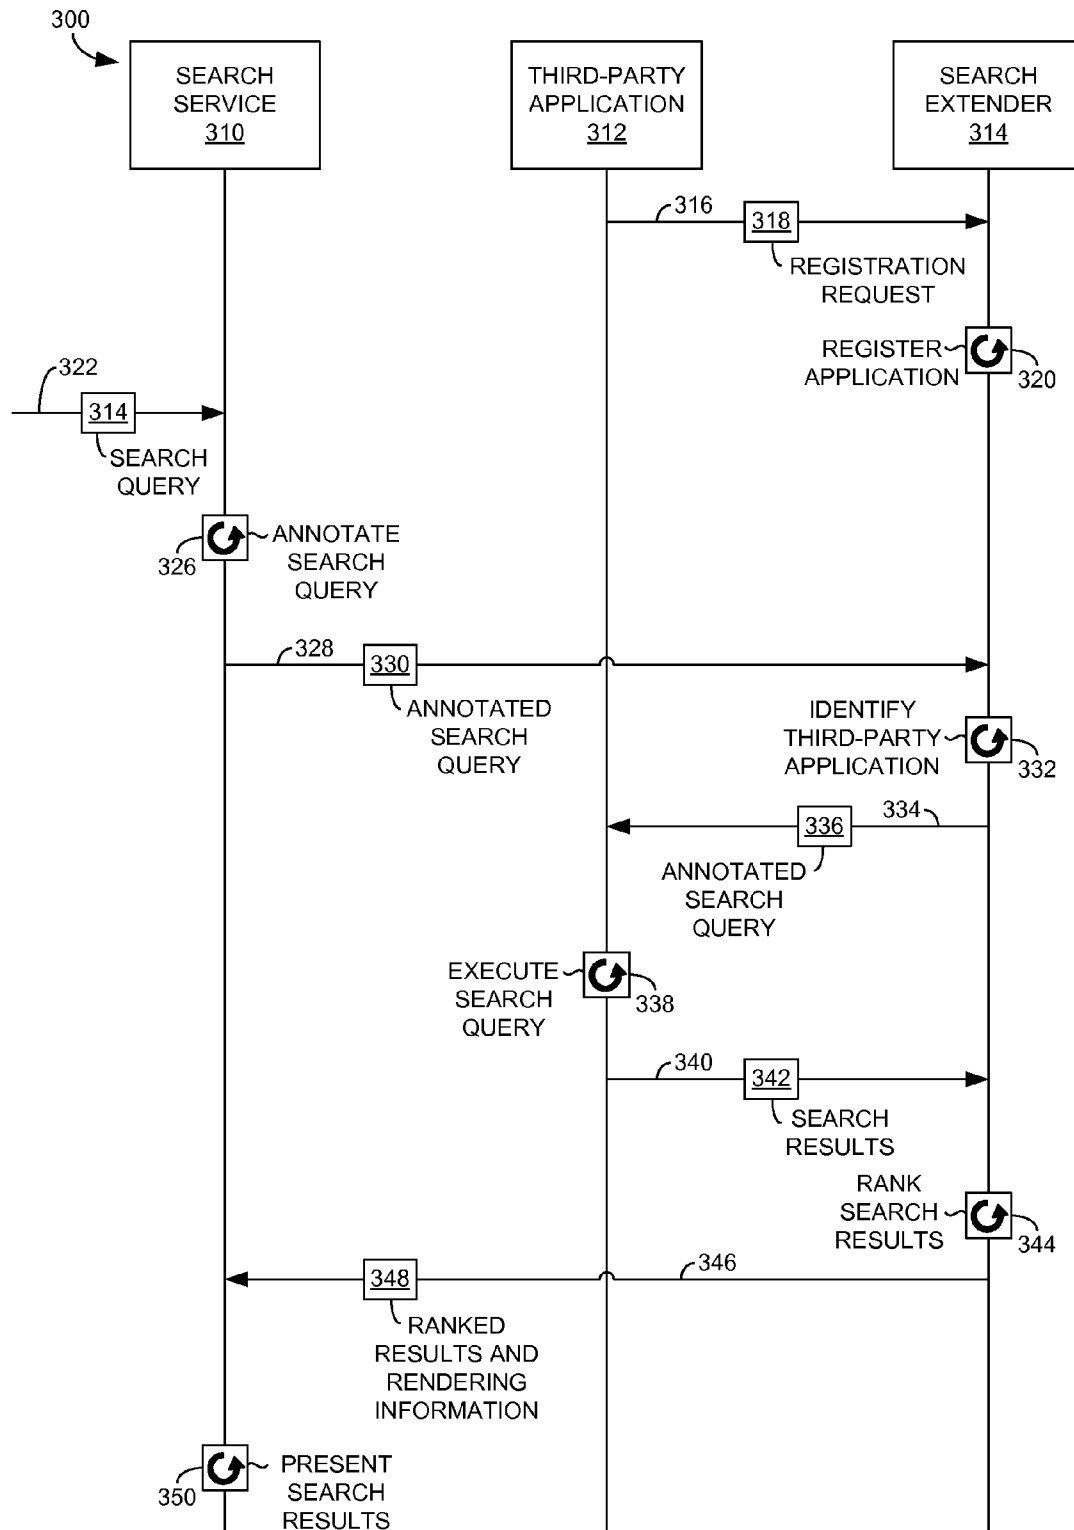 300
SEARCH
SERVICE
310
THIRD-PARTY
APPLICATION
312
SEARCH
EXTENDER
314
316
318
REGISTRATION
REQUEST
REGISTER
APPLICATION
320
322
314
SEARCH
QUERY
326
ANNOTATE
SEARCH
QUERY
328
330
ANNOTATED
SEARCH
QUERY
IDENTIFY
THIRD-PARTY
APPLICATION
332
334
336
ANNOTATED
SEARCH
QUERY
EXECUTE
SEARCH
QUERY
338
340
342
SEARCH
RESULTS
RANK
SEARCH
RESULTS
344
346
348
RANKED
RESULTS AND
RENDERING
INFORMATION
350
PRESENT
SEARCH
RESULTS